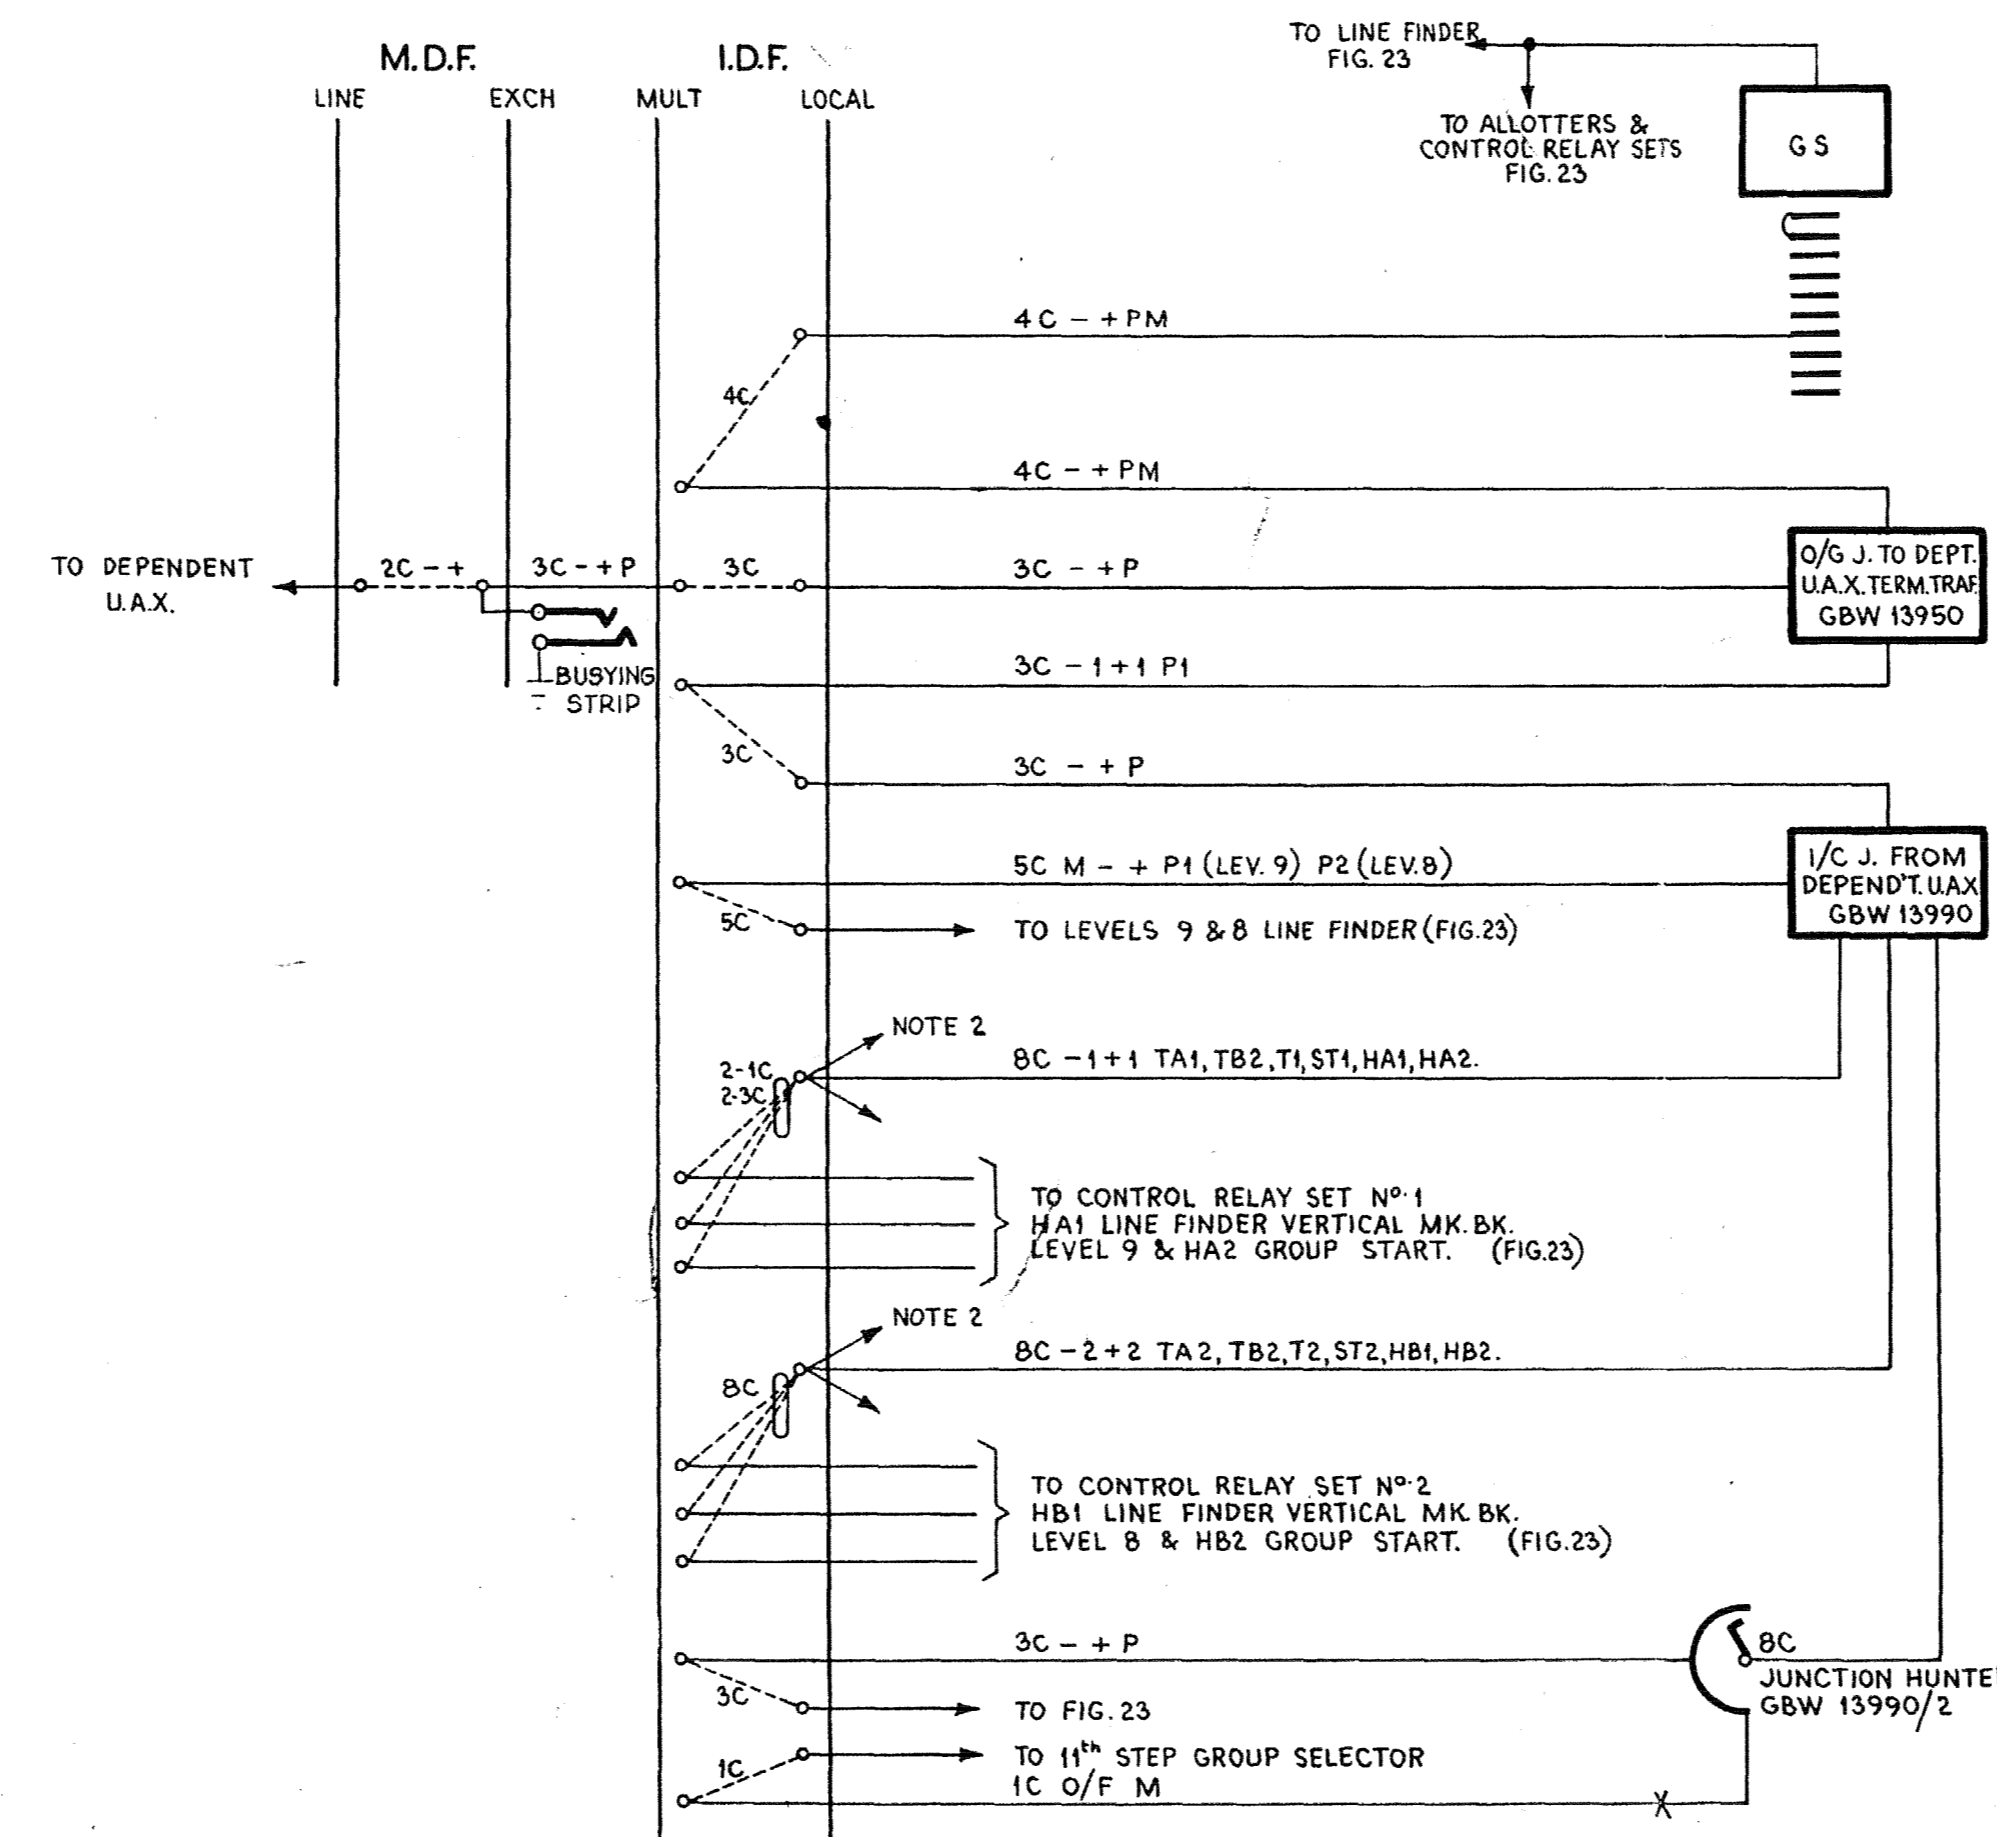 TO LINE FINDER
FIG. 23
M.D.F.
I.D.F.
LINE
EXCH
MULT
LOCAL
TO ALLOTTERS &
CONTROL RELAY SETS
FIG. 23
GS
4C - + PM
4C
4C - + PM
TO DEPENDENT
U.A.X.
2C - +
3C - + P
3C
3C - + P
O/G J. TO DEPT.
U.A.X. TERM. TRAF.
GBW 13950
BUSYING
STRIP
3C - 1 + 1 P1
3C
3C - + P
5C M - + P1 (LEV. 9) P2 (LEV. 8)
I/C J. FROM
DEPEND'T. U.A.X
GBW 13990
5C
TO LEVELS 9 & 8 LINE FINDER (FIG. 23)
NOTE 2
2-1C
2-3C
8C - 1 + 1 TA1, TB2, T1, ST1, HA1, HA2.
TO CONTROL RELAY SET Nº. 1
HA1 LINE FINDER VERTICAL MK. BK.
LEVEL 9 & HA2 GROUP START. (FIG. 23)
NOTE 2
8C - 2 + 2 TA2, TB2, T2, ST2, HB1, HB2.
8C
TO CONTROL RELAY SET Nº. 2
HB1 LINE FINDER VERTICAL MK. BK.
LEVEL 8 & HB2 GROUP START. (FIG. 23)
3C - + P
8C
JUNCTION HUNTE
GBW 13990/2
3C
TO FIG. 23
1C
TO 11th STEP GROUP SELECTOR
1C O/F M
X